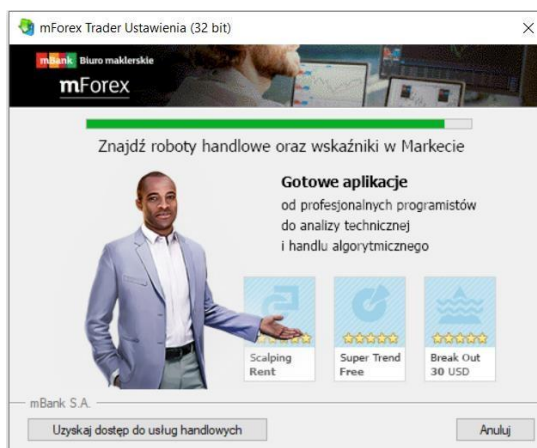 mForex Trader Ustawienia (32 bit)
mBank Biuro maklerskie
mForex
Znajdź roboty handlowe oraz wskaźniki w Markecie
Gotowe aplikacje
od profesjonalnych programistów
do analizy technicznej
i handlu algorytmicznego
Scalping
Rent
Super Trend
Free
Break Out
30 USD
mBank S.A.
Uzyskaj dostęp do usług handlowych
Anuluj